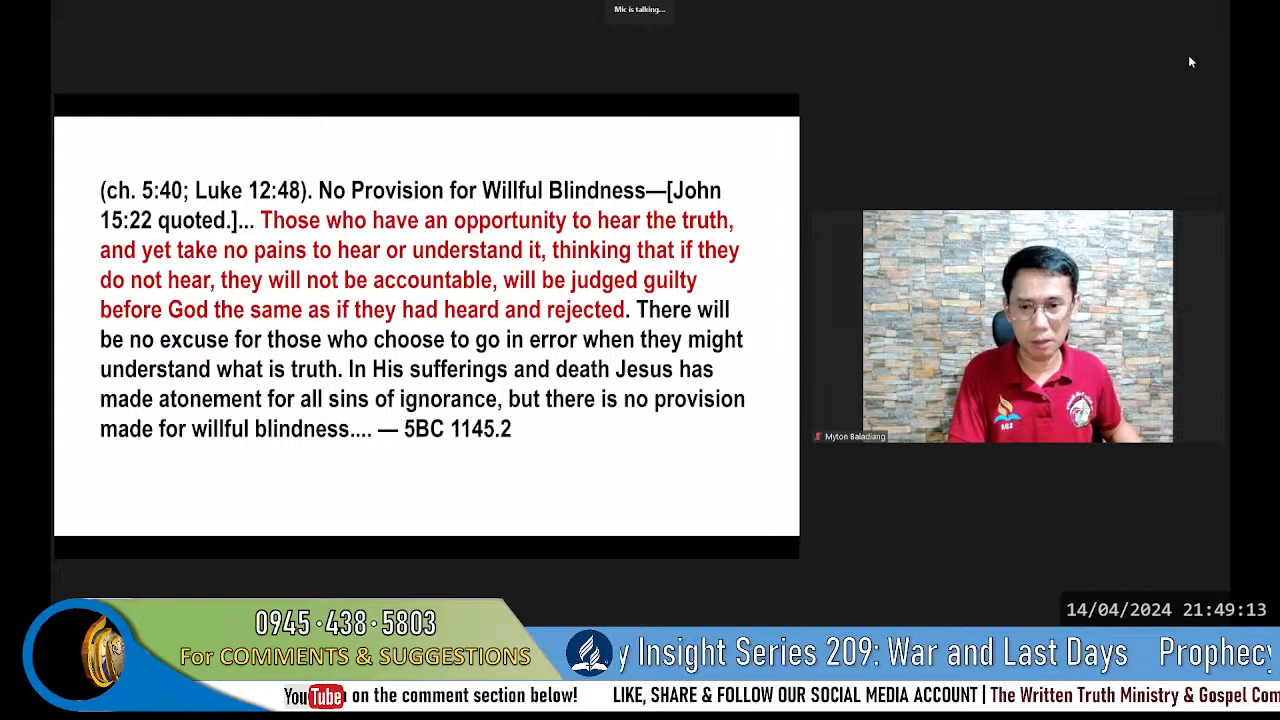 Mic is talking...
(ch. 5:40; Luke 12:48). No Provision for Willful Blindness—[John
15:22 quoted.]... Those who have an opportunity to hear the truth,
and yet take no pains to hear or understand it, thinking that if they
do not hear, they will not be accountable, will be judged guilty
before God the same as if they had heard and rejected. There will
be no excuse for those who choose to go in error when they might
understand what is truth. In His sufferings and death Jesus has
made atonement for all sins of ignorance, but there is no provision
made for willful blindness.... — 5BC 1145.2
Myton Baladiang
14/04/2024 21:49:13
0945·438·5803
For COMMENTS & SUGGESTIONS
y Insight Series 209: War and Last Days Prophecy
YouTube on the comment section below!
LIKE, SHARE & FOLLOW OUR SOCIAL MEDIA ACCOUNT | The Written Truth Ministry & Gospel Com